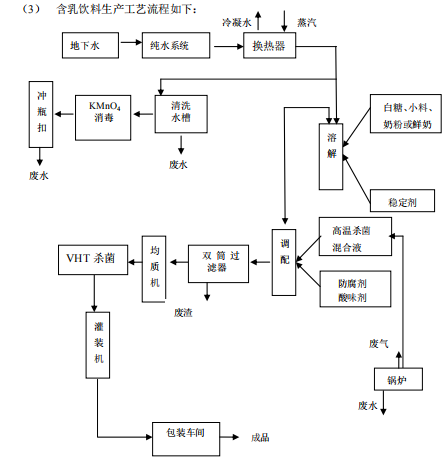 （3） 含乳饮料生产工艺流程如下：
冷凝水
蒸汽
地下水
纯水系统
换热器
冲
瓶
扣
KMnO4
消毒
清洗
水槽
溶
解
白糖、小料、
奶粉或鲜奶
废水
废水
稳定剂
VHT 杀菌
均
质
机
双 筒 过
滤器
调
配
高温杀菌
混合液
防腐剂
酸味剂
废渣
灌
装
机
废气
锅炉
废水
包装车间
成品